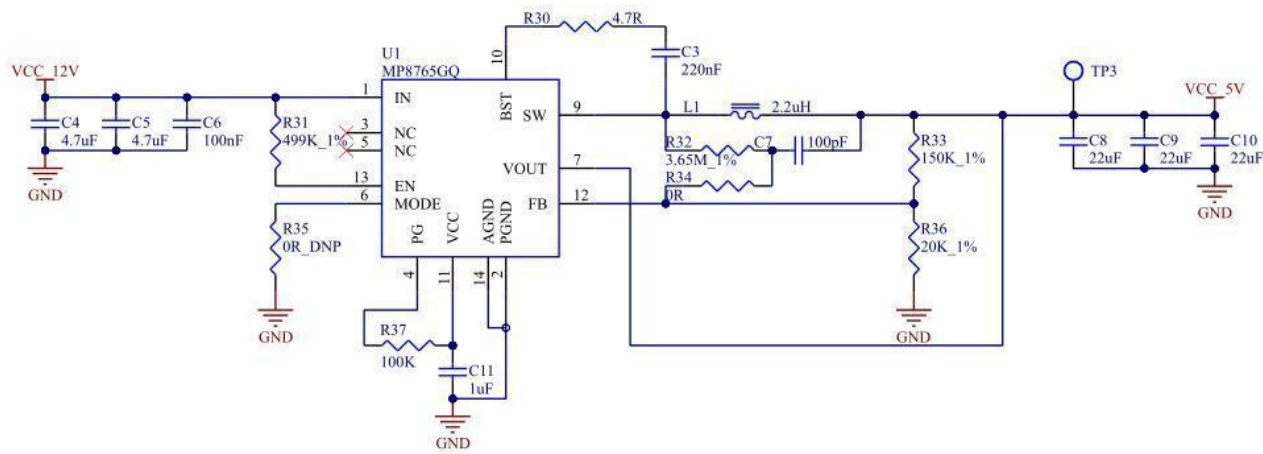 R30
4.7R
U1
MP8765GQ
10
C3
220nF
VCC_12V
TP3
VCC_5V
1
IN
BST
SW
9
L1
2.2uH
C4
4.7uF
C5
4.7uF
C6
100nF
R31
499K_1%
3
NC
5
NC
R32
3.65M_1%
C7
100pF
R33
150K_1%
C8
22uF
C9
22uF
C10
22uF
VOUT
7
R34
0R
GND
13
EN
6
MODE
FB
12
GND
R35
0R_DNP
PG
VCC
AGND
PGND
R36
20K_1%
4
11
14
2
GND
R37
100K
GND
C11
1uF
GND